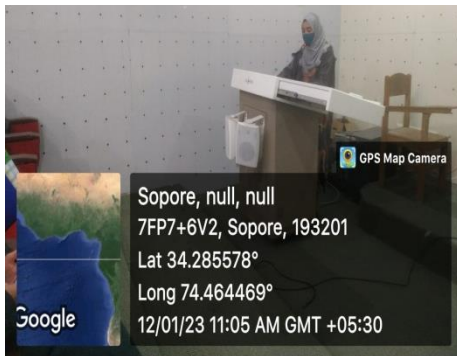 GPS Map Camera
Sopore, null, null
7FP7+6V2, Sopore, 193201
Lat 34.285578°
Long 74.464469°
12/01/23 11:05 AM GMT +05:30
Google